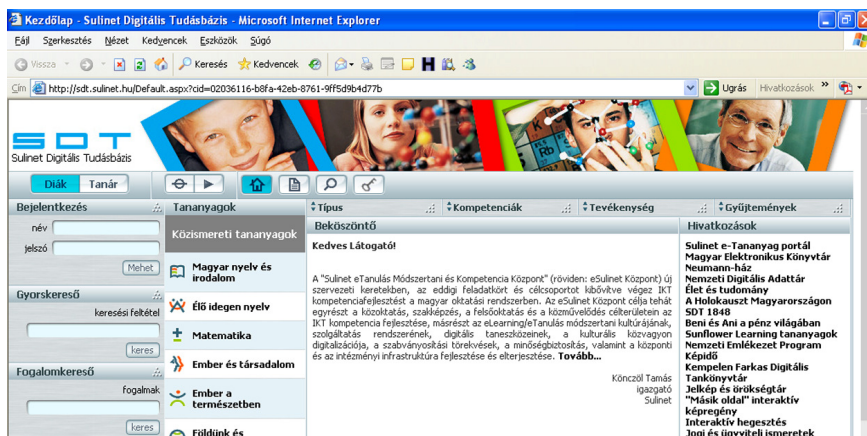 Kezdőlap - Sulinet Digitális Tudásbázis - Microsoft Internet Explorer
Fájl Szerkesztés Nézet Kedvencek Eszközök Súgó
Vissza Keresés Kedvencek
Cím http://sdt.sulinet.hu/Default.aspx?cid=02036116-b8fa-42eb-8761-9ff5d9b4d77b Ugrás Hivatkozások »
SDT
Sulinet Digitális Tudásbázis
K
Rb
Diák Tanár
Bejelentkezés
név
jelszó
Mehet
Gyorskereső
keresési feltétel
keres
Fogalomkereső
fogalmak
keres
Tananyagok
Közismereti tananyagok
Magyar nyelv és
irodalom
Élő idegen nyelv
Matematika
Ember és társadalom
Ember a
természetben
Földünk és
Típus Kompetenciák Tevékenység Gyűjtemények
Beköszöntő
Kedves Látogató!
A "Sulinet eTanulás Módszertani és Kompetencia Központ" (röviden: eSulinet Központ) új
szervezeti keretekben, az eddigi feladatkört és célcsoportot kibővítve végez IKT
kompetenciafejlesztést a magyar oktatási rendszerben. Az eSulinet Központ célja tehát
egyrészt a közoktatás, szakképzés, a felsőoktatás és a közművelődés célterületein az
IKT kompetencia fejlesztése, másrészt az eLearning/eTanulás módszertani kultúrájának,
szolgáltatás rendszerének, digitális taneszközeinek, a kulturális közvagyon
digitalizációja, a szabványosítási törekvések, a minőségbiztosítás, valamint a központi
és az intézményi infrastruktúra fejlesztése és elterjesztése. Tovább...
Könczöl Tamás
igazgató
Sulinet
Hivatkozások
Sulinet e-Tananyag portál
Magyar Elektronikus Könyvtár
Neumann-ház
Nemzeti Digitális Adattár
Élet és tudomány
A Holokauszt Magyarországon
SDT 1848
Beni és Ani a pénz világában
Sunflower Learning tananyagok
Nemzeti Emlékezet Program
Képidő
Kempelen Farkas Digitális
Tankönyvtár
Jelkép és örökségtár
"Másik oldal" interaktív
képregény
Interaktív hegesztés
Jogi és ügyviteli ismeretek